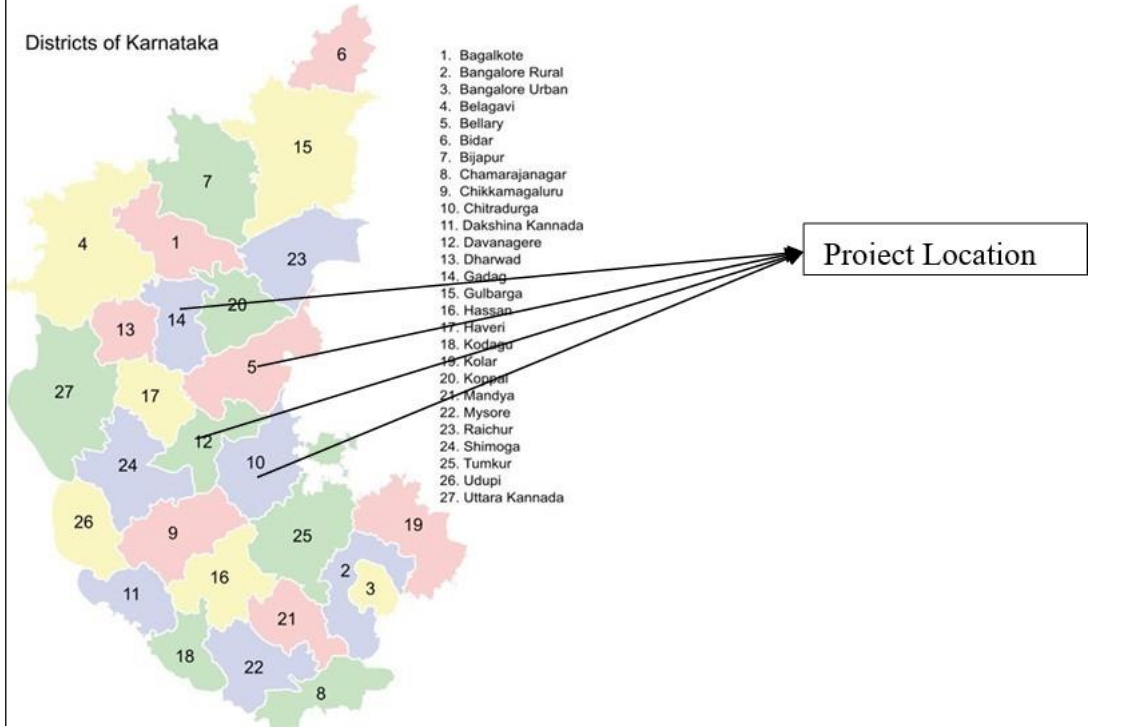 Districts of Karnataka
1. Bagalkote
2. Bangalore Rural
3. Bangalore Urban
4. Belagavi
5. Bellary
6. Bidar
7. Bijapur
8. Chamarajanagar
9. Chikkamagaluru
10. Chitradurga
11. Dakshina Kannada
12. Davanagere
13. Dharwad
14. Gadag
15. Gulbarga
16. Hassan
17. Haveri
18. Kodagu
19. Kolar
20. Koppal
21. Mandya
22. Mysore
23. Raichur
24. Shimoga
25. Tumkur
26. Udupi
27. Uttara Kannada
Project Location
6
15
7
4
1
23
20
14
13
5
27
17
12
10
24
26
9
25
19
16
2
3
11
21
18
22
8